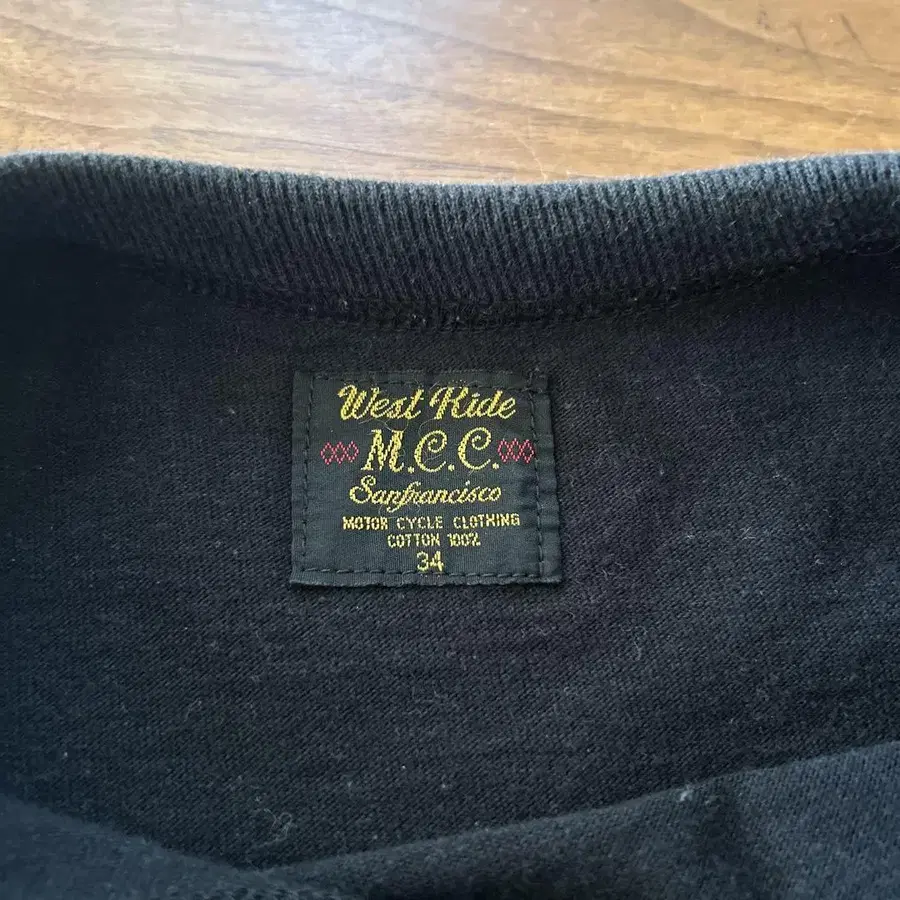 West Ride
M.C.C.
Sanfrancisco
MOTOR CYCLE CLOTHING
COTTON 100%
34